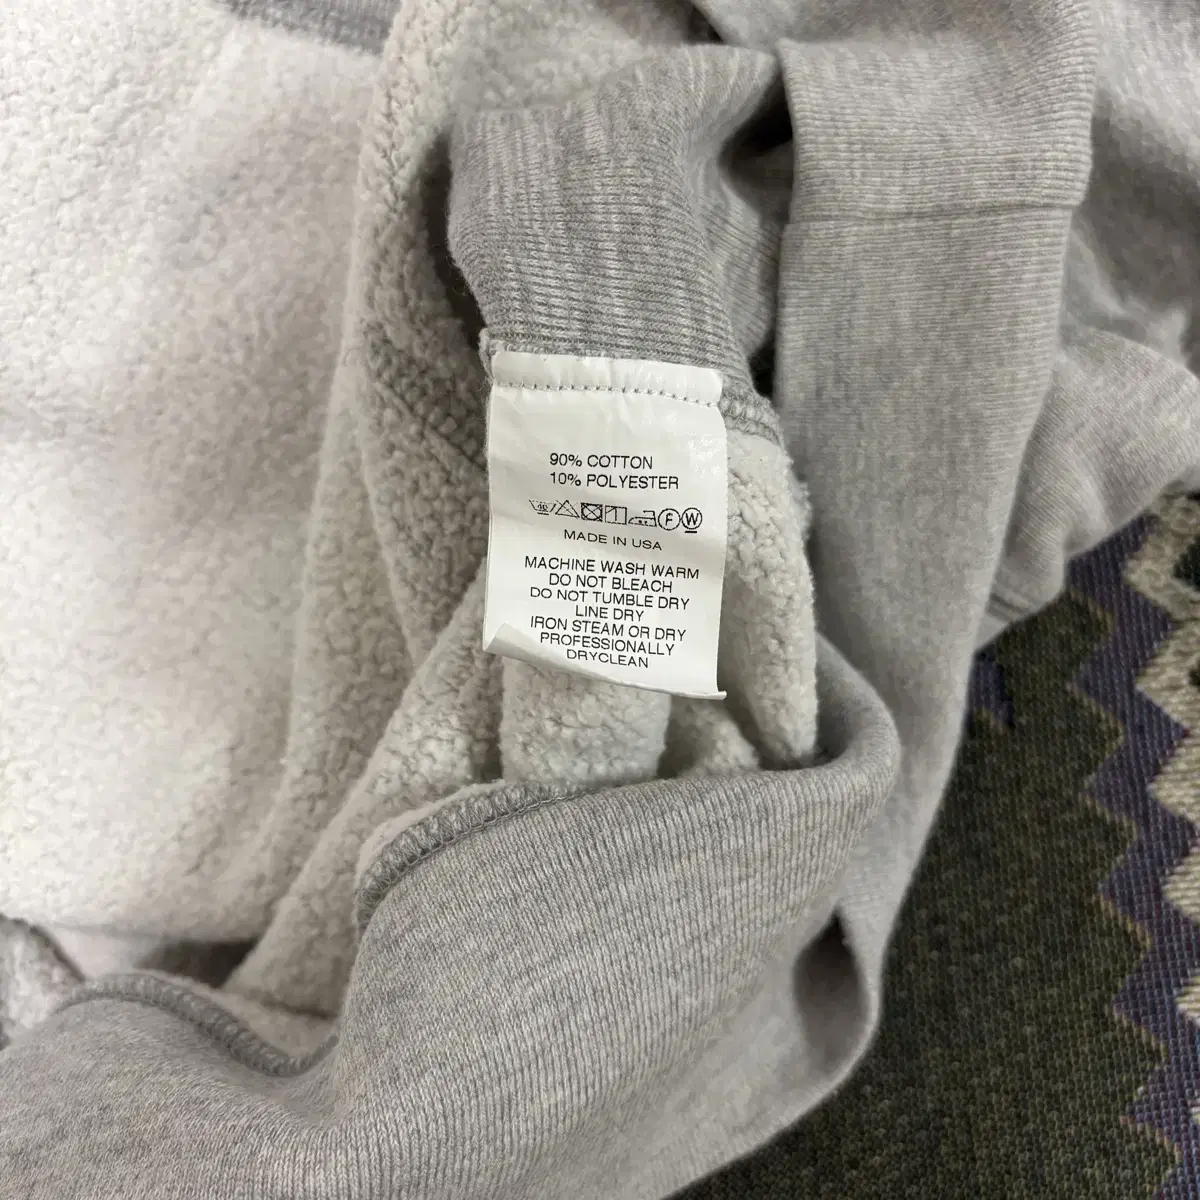 90% COTTON
10% POLYESTER
40 F W
MADE IN USA
MACHINE WASH WARM
DO NOT BLEACH
DO NOT TUMBLE DRY
LINE DRY
IRON STEAM OR DRY
PROFESSIONALLY
DRYCLEAN